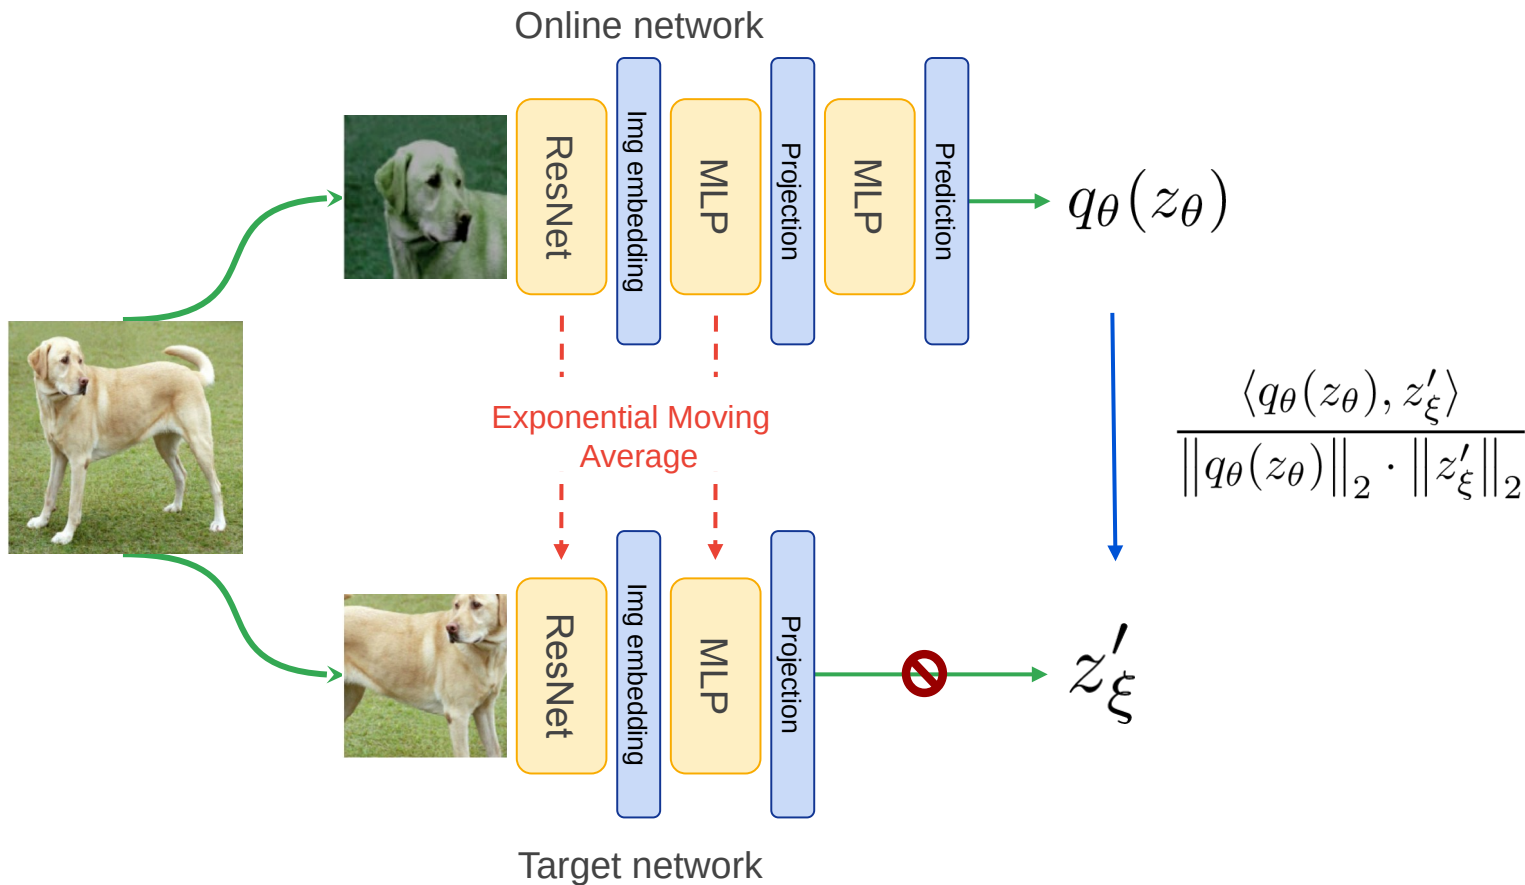 Online network
ResNet
Img embedding
MLP
Projection
MLP
Prediction
qθ(zθ)
Exponential Moving
Average
⟨qθ(zθ), z′ξ⟩
‖qθ(zθ)‖₂ · ‖z′ξ‖₂
ResNet
Img embedding
MLP
Projection
z′ξ
Target network